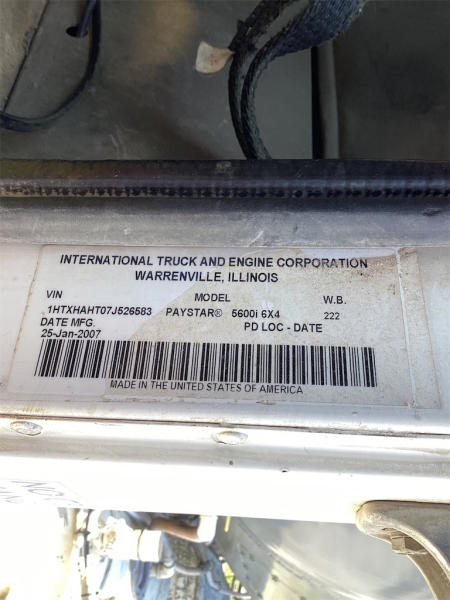 INTERNATIONAL TRUCK AND ENGINE CORPORATION
WARRENVILLE, ILLINOIS
VIN MODEL W.B.
1HTXHAHT07J526583 PAYSTAR® 5600i 6X4 222
DATE MFG. PD LOC - DATE
25-Jan-2007
MADE IN THE UNITED STATES OF AMERICA